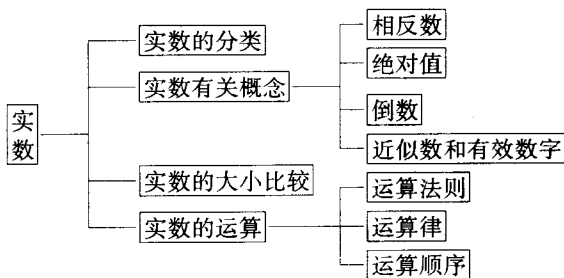 实数
实数的分类
实数有关概念
相反数
绝对值
倒数
近似数和有效数字
实数的大小比较
实数的运算
运算法则
运算律
运算顺序